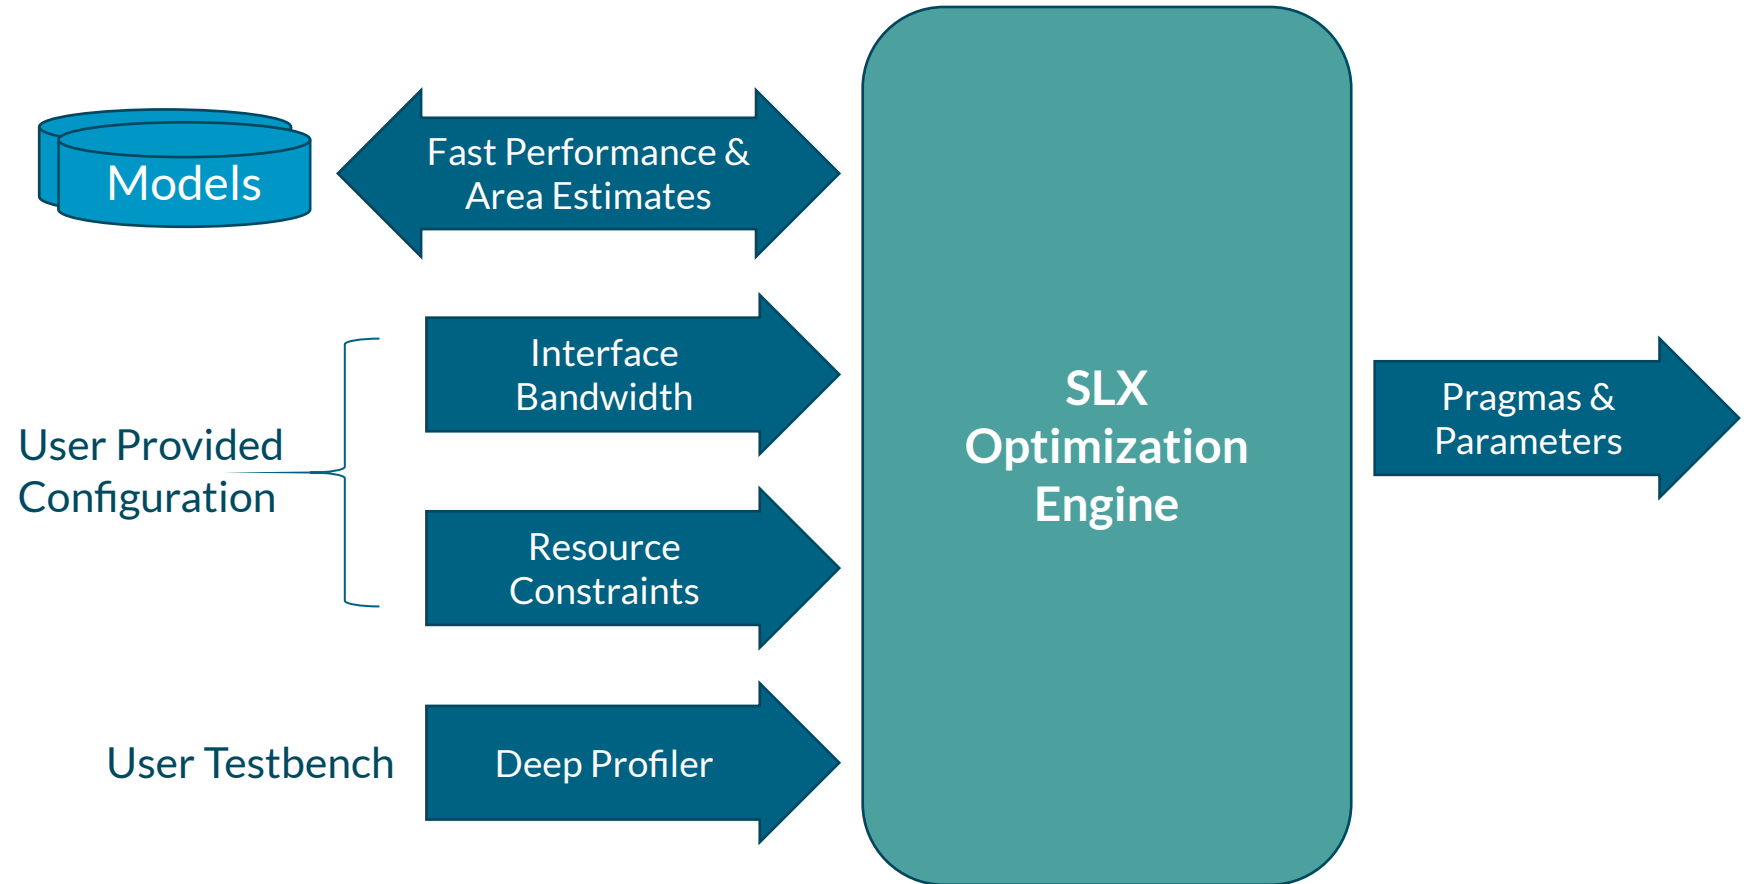 Models
Fast Performance &
Area Estimates
User Provided
Configuration
Interface
Bandwidth
Resource
Constraints
User Testbench
Deep Profiler
SLX
Optimization
Engine
Pragmas &
Parameters